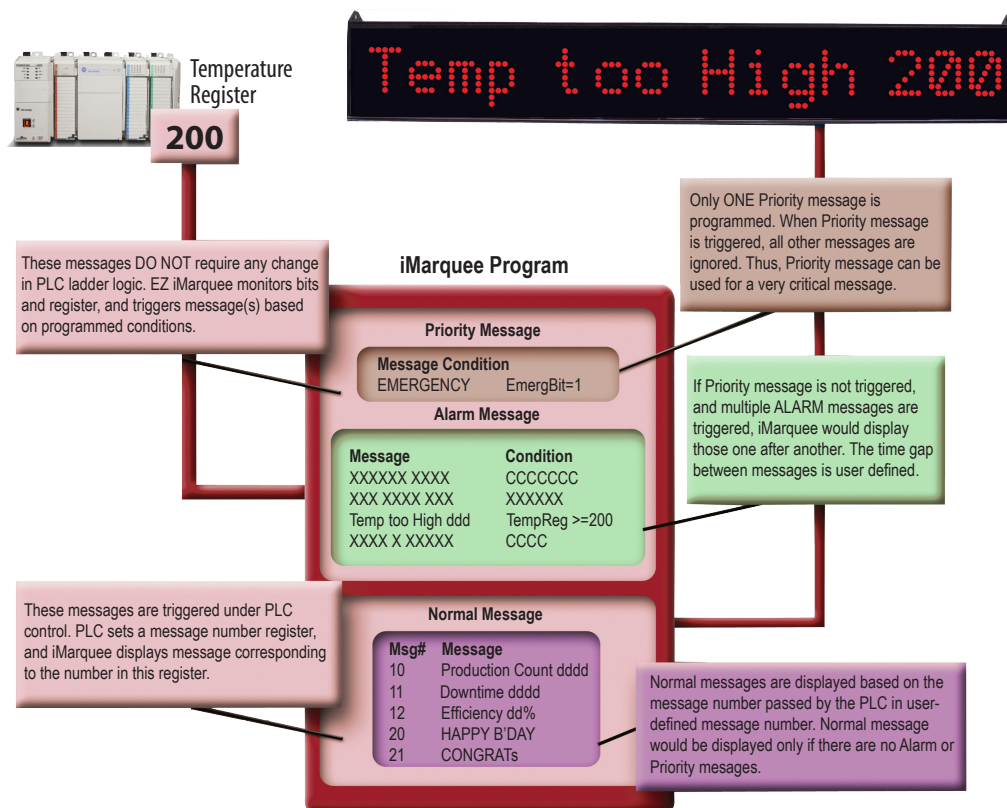 Temp too High 200
Temperature
Register
200
Only ONE Priority message is
programmed. When Priority message
is triggered, all other messages are
ignored. Thus, Priority message can be
used for a very critical message.
These messages DO NOT require any change
in PLC ladder logic. EZ iMarquee monitors bits
and register, and triggers message(s) based
on programmed conditions.
iMarquee Program
Priority Message
Message Condition
EMERGENCY EmergBit=1
Alarm Message
Message Condition
XXXXXX XXXX CCCCCCC
XXX XXXX XXX XXXXXX
Temp too High ddd TempReg >=200
XXXX X XXXXX CCCC
If Priority message is not triggered,
and multiple ALARM messages are
triggered, iMarquee would display
those one after another. The time gap
between messages is user defined.
These messages are triggered under PLC
control. PLC sets a message number register,
and iMarquee displays message corresponding
to the number in this register.
Normal Message
Msg# Message
10 Production Count dddd
11 Downtime dddd
12 Efficiency dd%
20 HAPPY B'DAY
21 CONGRATs
Normal messages are displayed based on the
message number passed by the PLC in user-
defined message number. Normal message
would be displayed only if there are no Alarm or
Priority mesages.